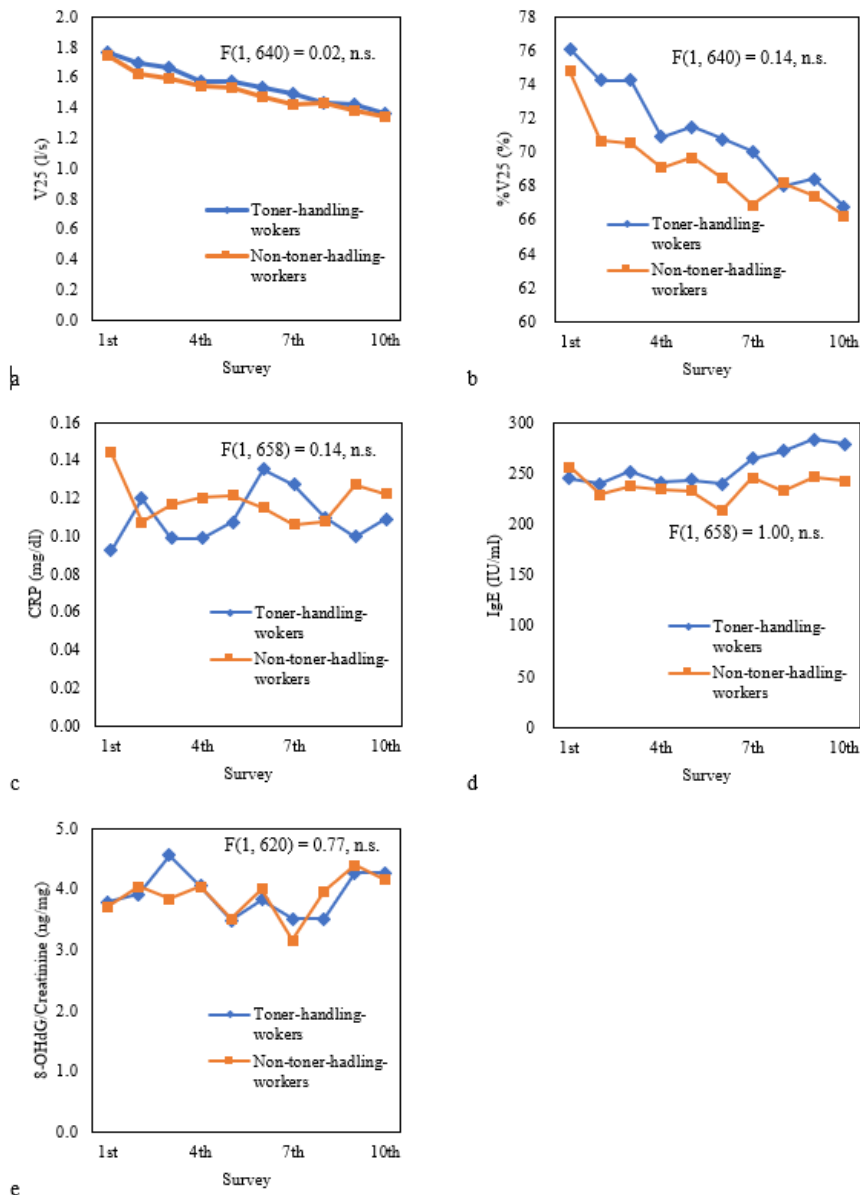 2.0
1.8
1.6
1.4
1.2
1.0
0.8
0.6
0.4
0.2
0.0
V25 (l/s)
F(1, 640) = 0.02, n.s.
Toner-handling-
wokers
Non-toner-hadling-
workers
1st 4th 7th 10th
Survey
a
78
76
74
72
70
68
66
64
62
60
%V25 (%)
F(1, 640) = 0.14, n.s.
Toner-handling-
wokers
Non-toner-hadling-
workers
1st 4th 7th 10th
Survey
b
0.16
0.14
0.12
0.10
0.08
0.06
0.04
0.02
0.00
CRP (mg/dl)
F(1, 658) = 0.14, n.s.
Toner-handling-
wokers
Non-toner-hadling-
workers
1st 4th 7th 10th
Survey
c
300
250
200
150
100
50
0
IgE (IU/ml)
F(1, 658) = 1.00, n.s.
Toner-handling-
wokers
Non-toner-hadling-
workers
1st 4th 7th 10th
Survey
d
5.0
4.0
3.0
2.0
1.0
0.0
8-OHdG/Creatinine (ng/mg)
F(1, 620) = 0.77, n.s.
Toner-handling-
wokers
Non-toner-hadling-
workers
1st 4th 7th 10th
Survey
e